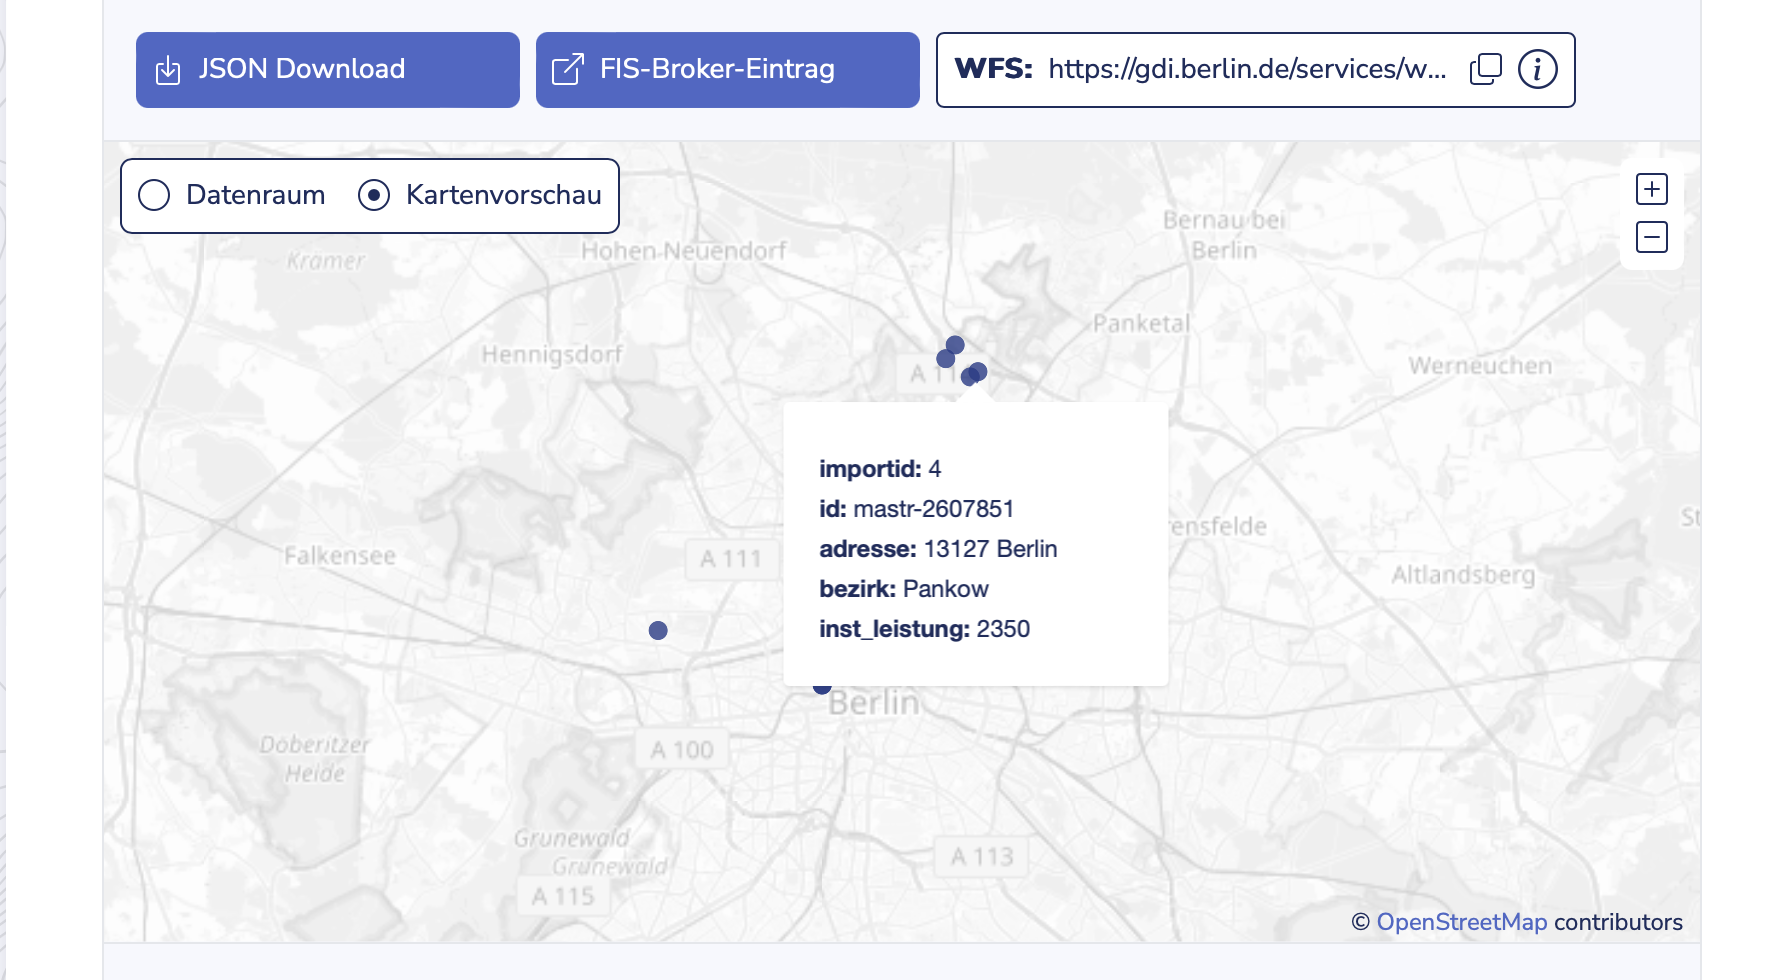 JSON Download
FIS-Broker-Eintrag
WFS: https://gdi.berlin.de/services/w...
Datenraum
Kartenvorschau
Bernau bei
Berlin
Hohen Neuendorf
Krämer
Panketal
Hennigsdorf
Werneuchen
A 11
importid: 4
id: mastr-2607851
adresse: 13127 Berlin
bezirk: Pankow
inst_leistung: 2350
St
rensfelde
Falkensee
A 111
Altlandsberg
Berlin
Döberitzer
Heide
A 100
Grunewald
Grunewald
A 113
A 115
© OpenStreetMap contributors